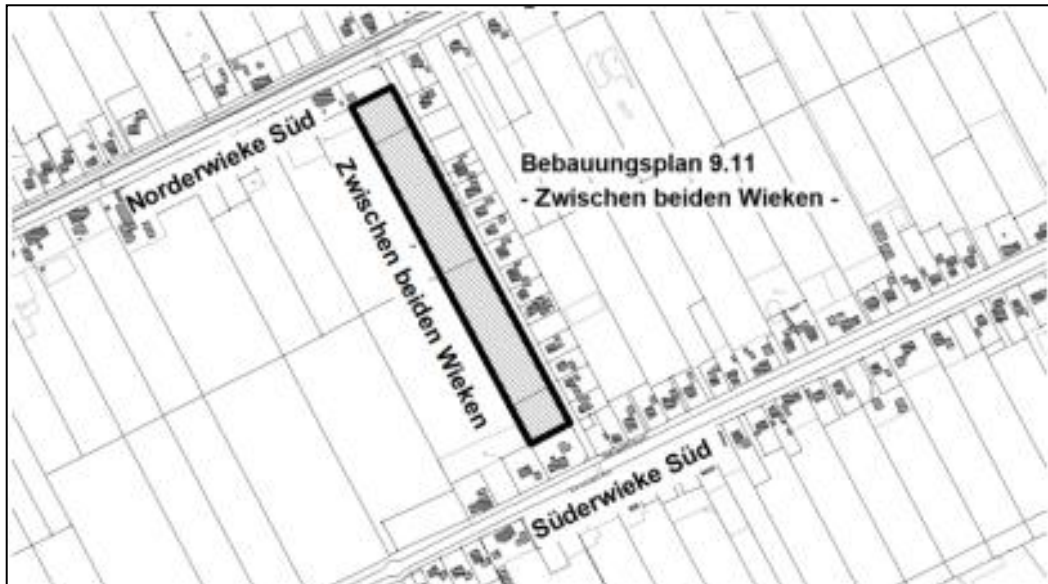 Norderwieke Süd
Zwischen beiden Wieken
Bebauungsplan 9.11
- Zwischen beiden Wieken -
Süderwieke Süd